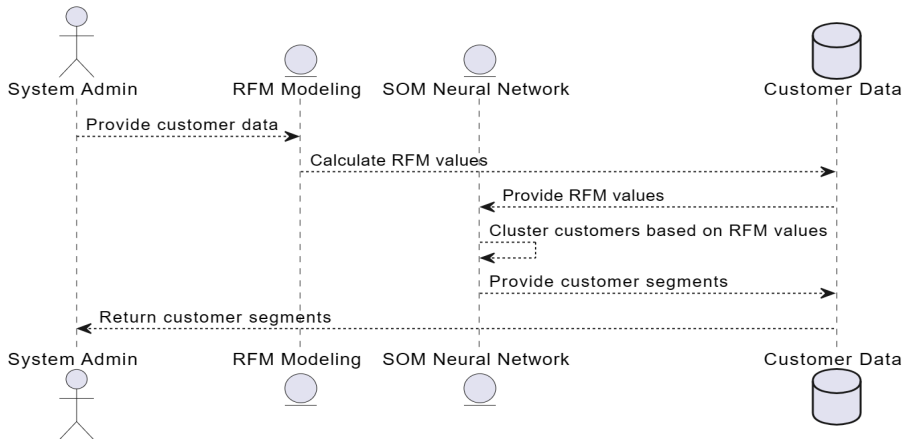 System Admin
RFM Modeling
SOM Neural Network
Customer Data
Provide customer data
Calculate RFM values
Provide RFM values
Cluster customers based on RFM values
Provide customer segments
Return customer segments
System Admin
RFM Modeling
SOM Neural Network
Customer Data